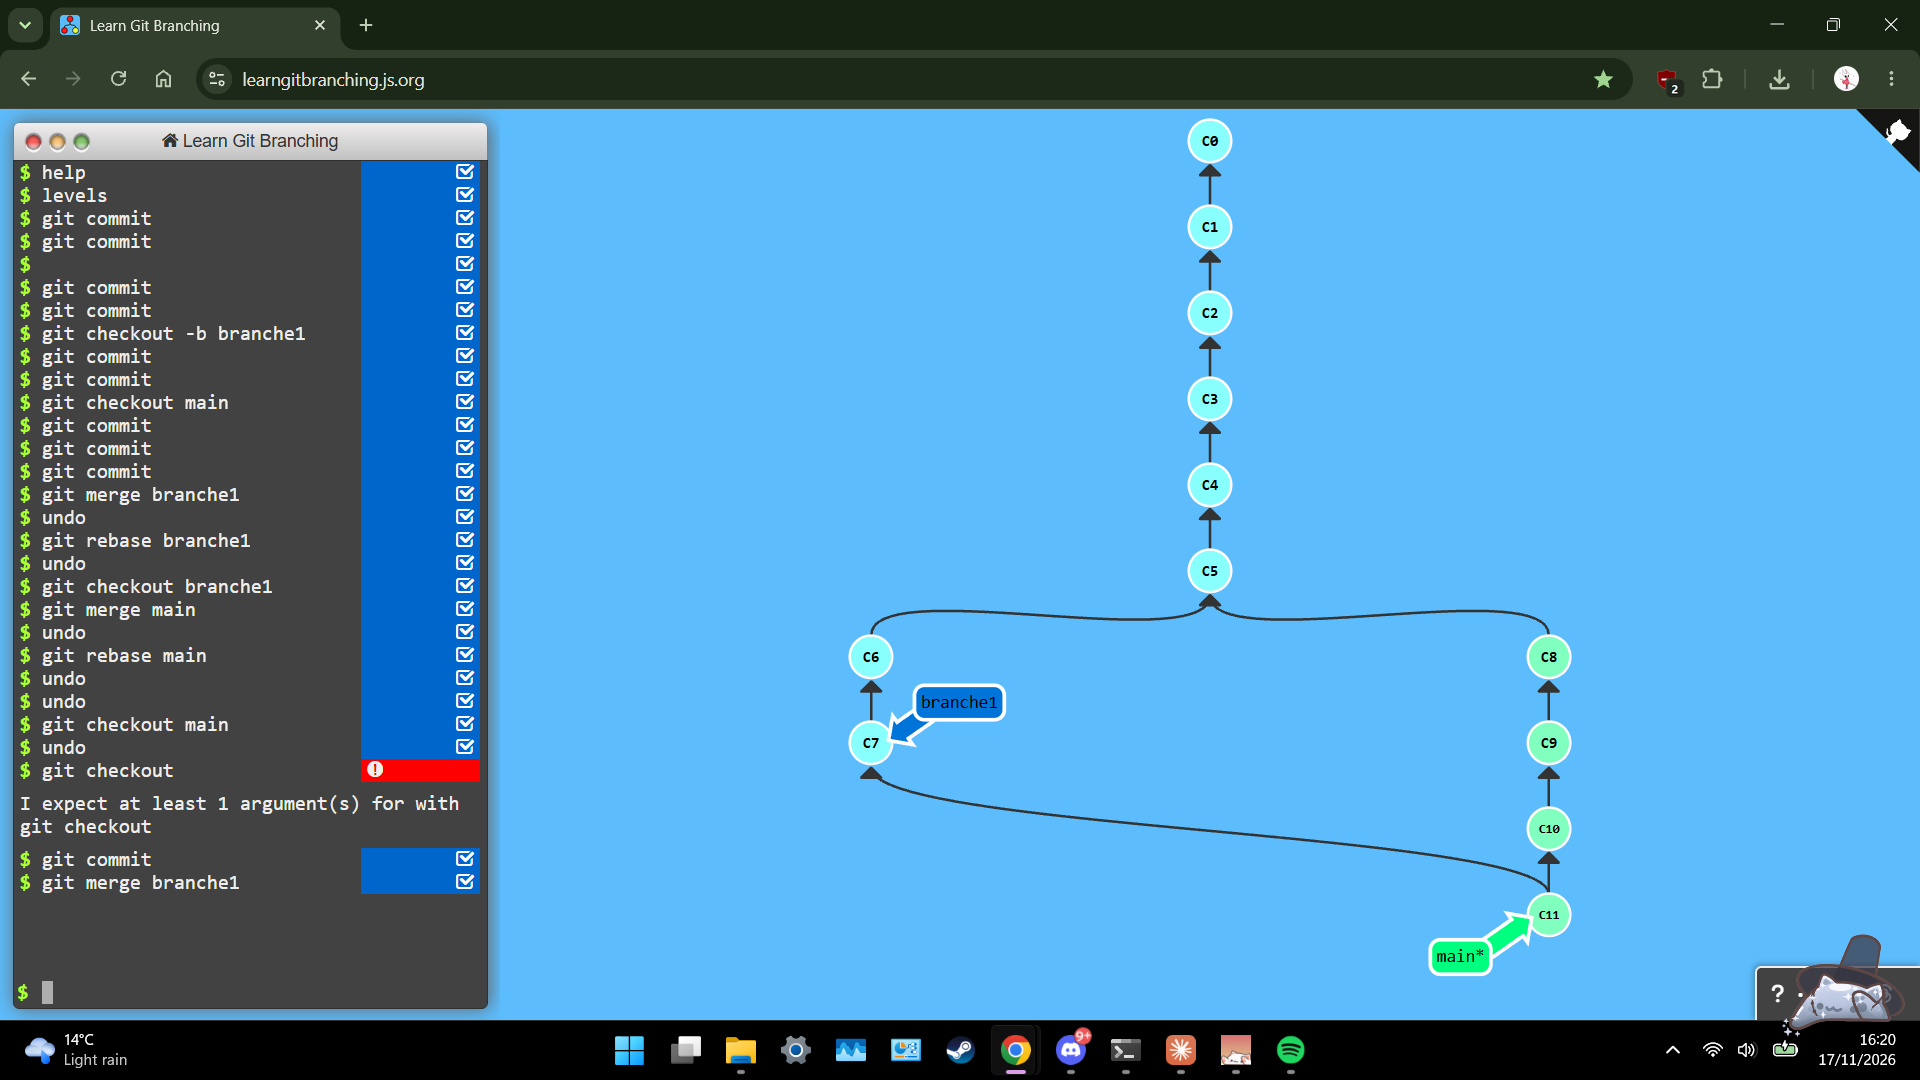 Learn Git Branching
learngitbranching.js.org
2
Learn Git Branching
$ help
$ levels
$ git commit
$ git commit
$
$ git commit
$ git commit
$ git checkout -b branche1
$ git commit
$ git commit
$ git checkout main
$ git commit
$ git commit
$ git commit
$ git merge branche1
$ undo
$ git rebase branche1
$ undo
$ git checkout branche1
$ git merge main
$ undo
$ git rebase main
$ undo
$ undo
$ git checkout main
$ undo
$ git checkout
I expect at least 1 argument(s) for with
git checkout
$ git commit
$ git merge branche1
$
C0
C1
C2
C3
C4
C5
C6
C8
branche1
C7
C9
C10
C11
main*
?
14°C
Light rain
9+
16:20
17/11/2026